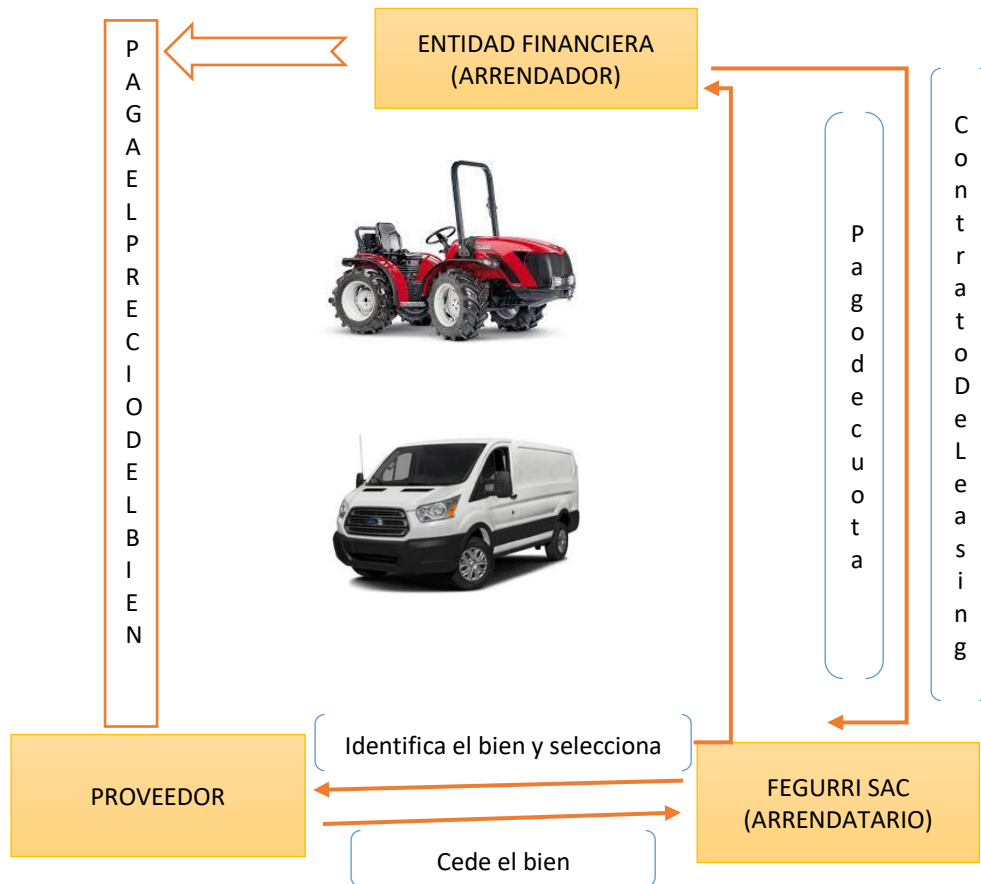 ENTIDAD FINANCIERA
(ARRENDADOR)
PAGAELPRECIODELBIEN
Pagodecuota
ContratoDeLeasing
Identifica el bien y selecciona
PROVEEDOR
FEGURRI SAC
(ARRENDATARIO)
Cede el bien